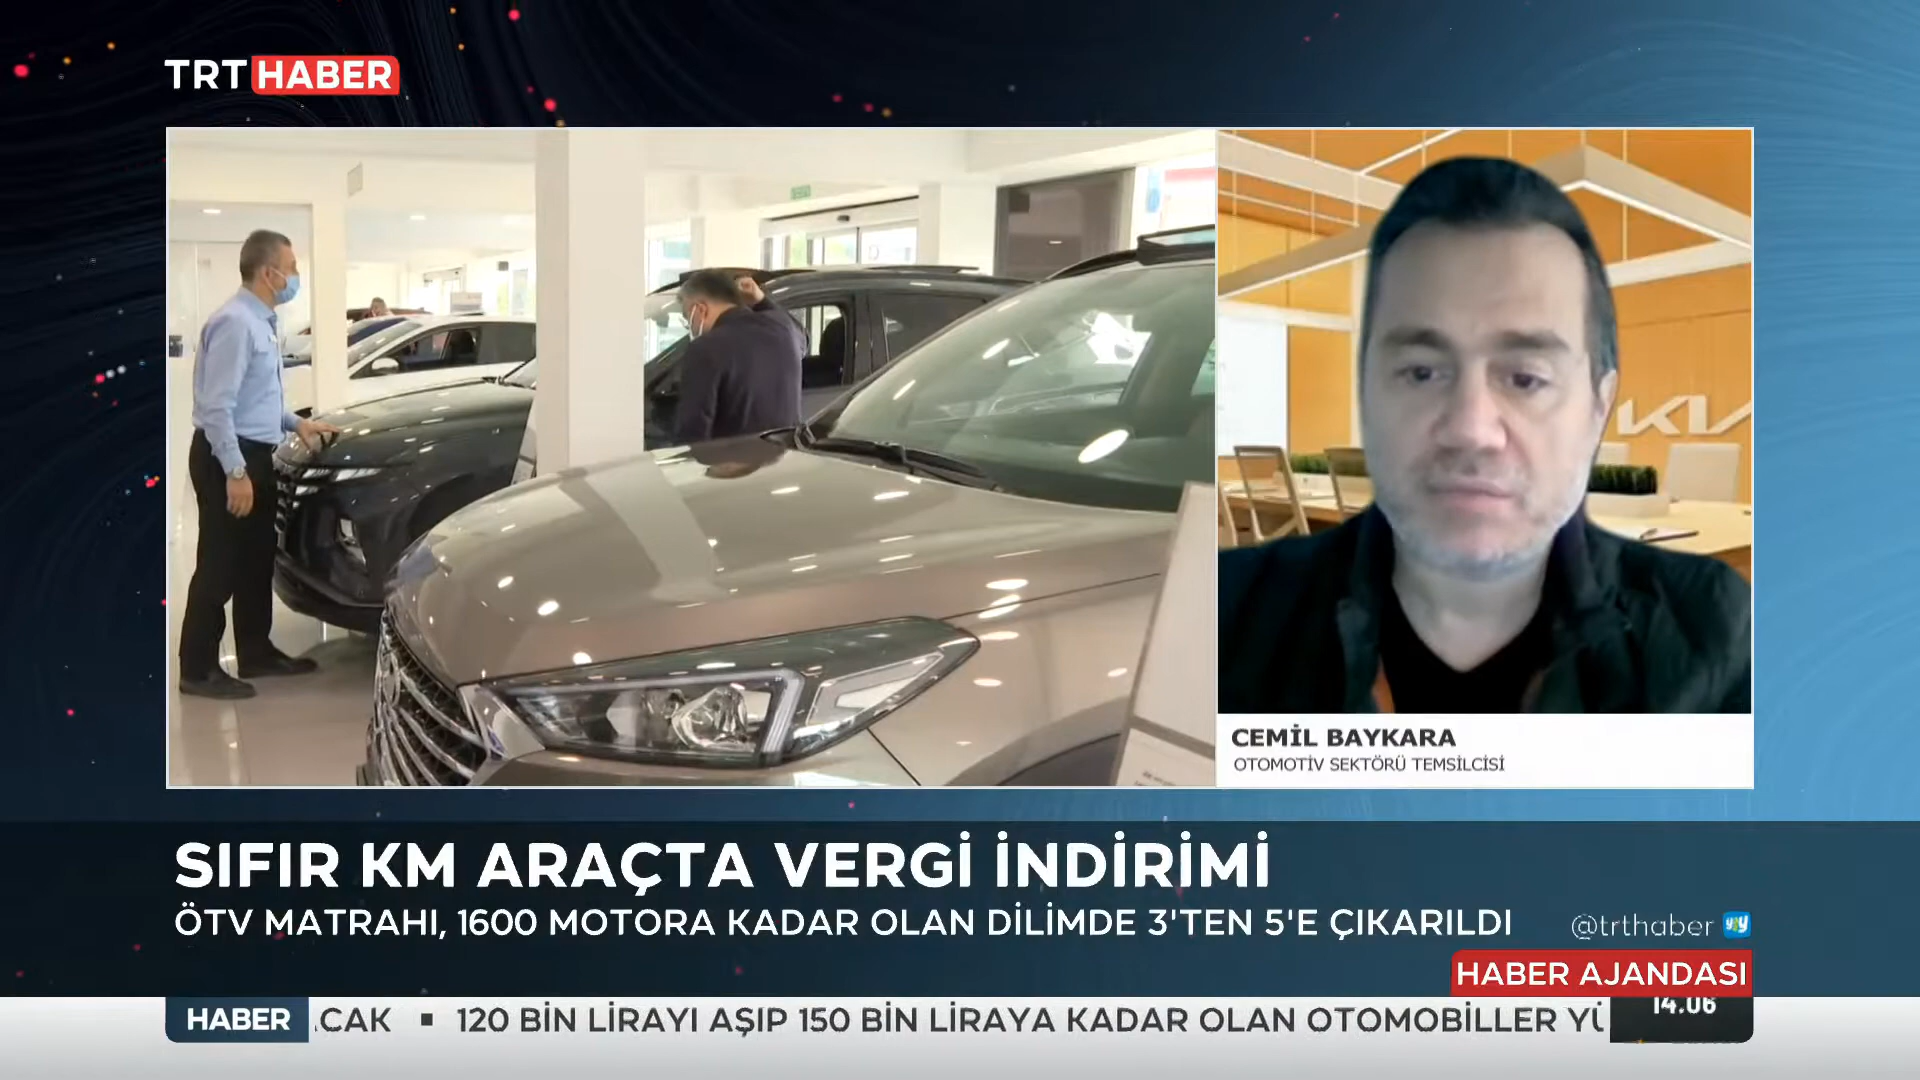 TRT HABER
KIA
CEMİL BAYKARA
OTOMOTİV SEKTÖRÜ TEMSİLCİSİ
SIFIR KM ARAÇTA VERGİ İNDİRİMİ
ÖTV MATRAHI, 1600 MOTORA KADAR OLAN DİLİMDE 3'TEN 5'E ÇIKARILDI
@trthaber
HABER AJANDASI
14.06
HABER CAK ▪ 120 BİN LİRAYI AŞIP 150 BİN LİRAYA KADAR OLAN OTOMOBİLLER YÜ